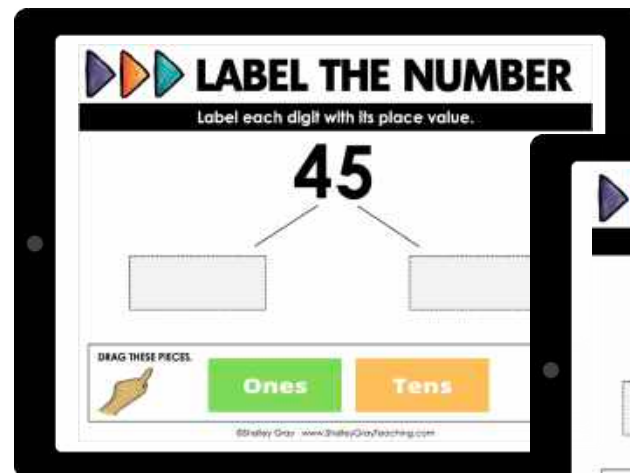 LABEL THE NUMBER
Label each digit with its place value.
45
DRAG THESE PIECES.
Ones Tens
©Shelley Gray www.ShelleyGrayTeaching.com